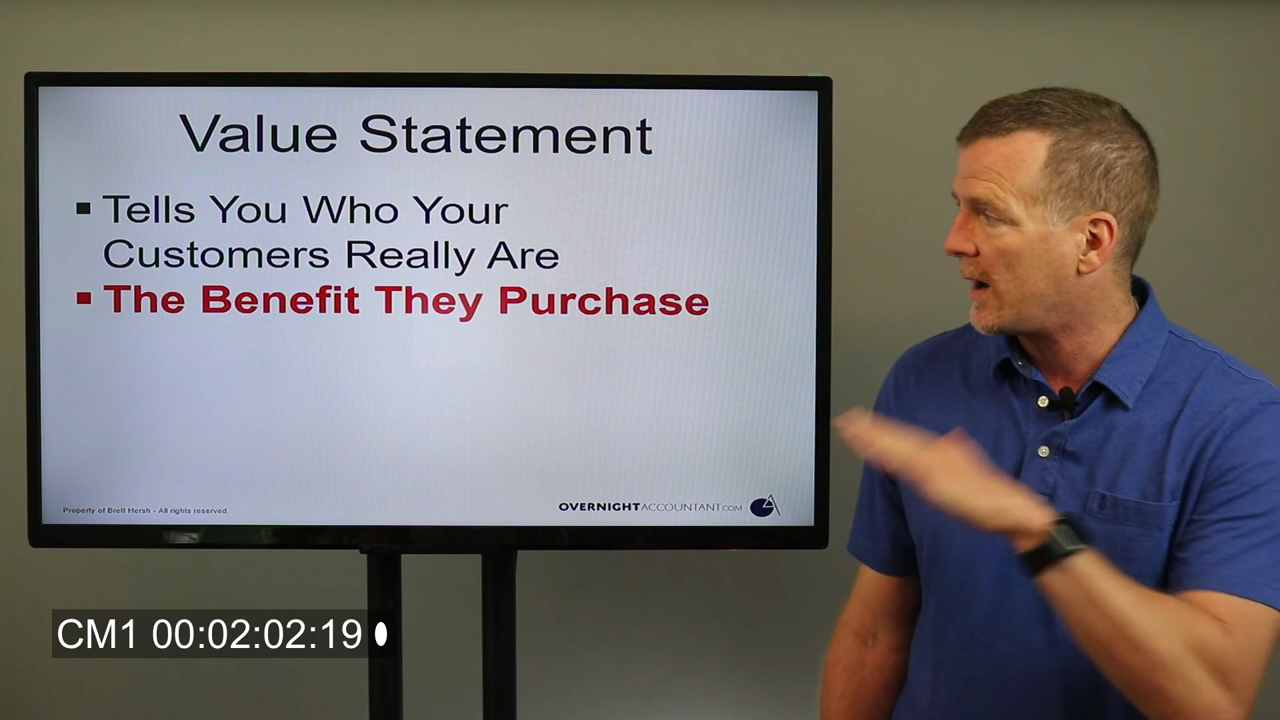 Value Statement
Tells You Who Your
Customers Really Are
The Benefit They Purchase
Property of Brett Hersh - All rights reserved.
OVERNIGHTACCOUNTANT.COM
CM1 00:02:02:19